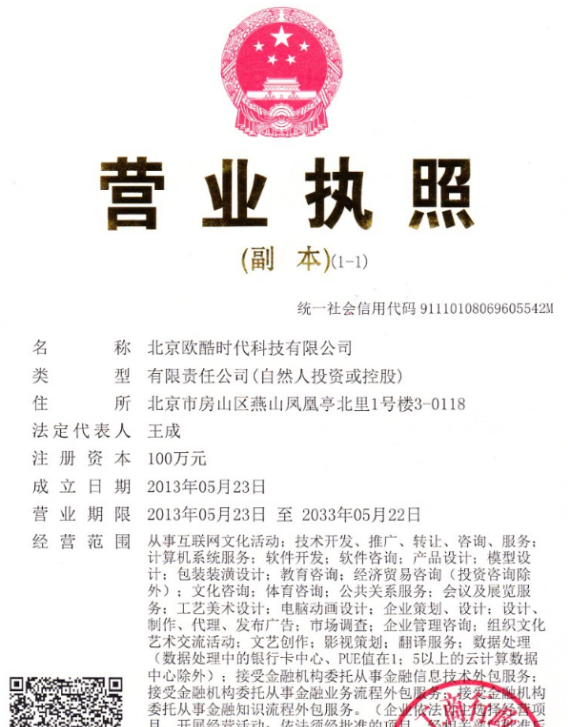 营业执照
(副 本)(1-1)
统一社会信用代码 91110108069605542M
名 称 北京欧酷时代科技有限公司
类 型 有限责任公司(自然人投资或控股)
住 所 北京市房山区燕山凤凰亭北里1号楼3-0118
法定代表人 王成
注 册 资 本 100万元
成 立 日 期 2013年05月23日
营 业 期 限 2013年05月23日 至 2033年05月22日
经 营 范 围 从事互联网文化活动；技术开发、推广、转让、咨询、服务；
计算机系统服务；软件开发；软件咨询；产品设计；模型设
计；包装装潢设计；教育咨询；经济贸易咨询（投资咨询除
外）；文化咨询；体育咨询；公共关系服务；会议及展览服
务；工艺美术设计；电脑动画设计；企业策划、设计；设计、
制作、代理、发布广告；市场调查；企业管理咨询；组织文化
艺术交流活动；文艺创作；影视策划；翻译服务；数据处理
（数据处理中的银行卡中心、PUE值在1；5以上的云计算数据
中心除外）；接受金融机构委托从事金融信息技术外包服务；
接受金融机构委托从事金融业务流程外包服务；接受金融机构
委托从事金融知识流程外包服务。（企业依法自主选择经营项
目，开展经营活动；依法须经批准的项